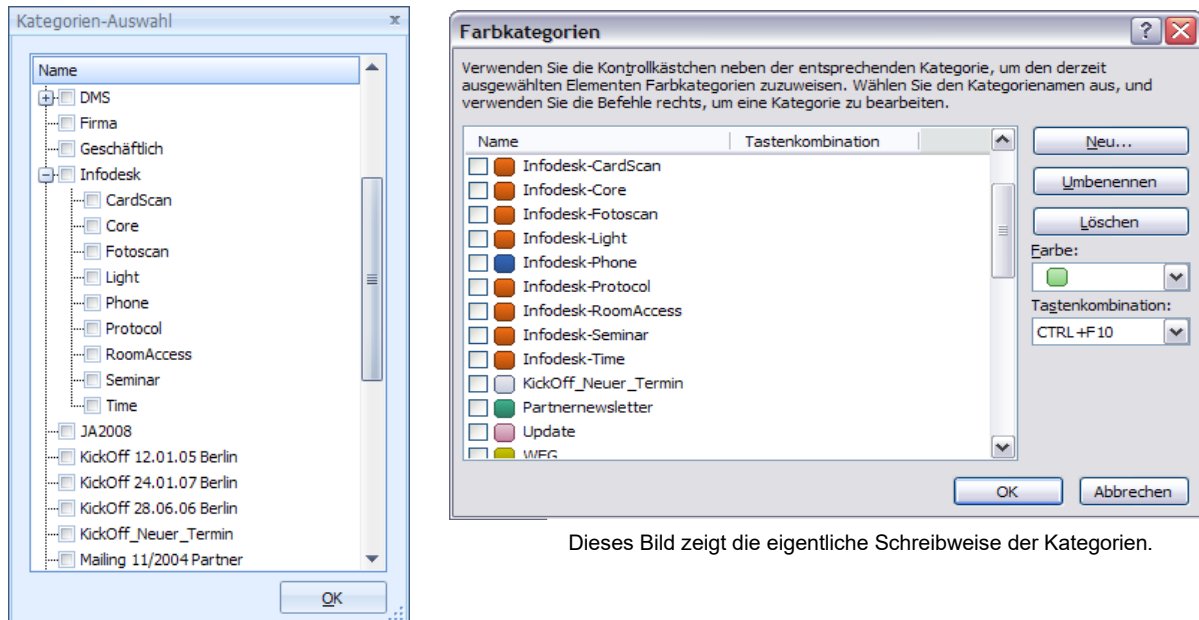 Kategorien-Auswahl
x
Name
DMS
Firma
Geschäftlich
Infodesk
CardScan
Core
Fotoscan
Light
Phone
Protocol
RoomAccess
Seminar
Time
JA2008
KickOff 12.01.05 Berlin
KickOff 24.01.07 Berlin
KickOff 28.06.06 Berlin
KickOff_Neuer_Termin
Mailing 11/2004 Partner
OK
Farbkategorien
?
Verwenden Sie die Kontrollkästchen neben der entsprechenden Kategorie, um den derzeit
ausgewählten Elementen Farbkategorien zuzuweisen. Wählen Sie den Kategorienamen aus, und
verwenden Sie die Befehle rechts, um eine Kategorie zu bearbeiten.
Name Tastenkombination
Infodesk-CardScan
Infodesk-Core
Infodesk-Fotoscan
Infodesk-Light
Infodesk-Phone
Infodesk-Protocol
Infodesk-RoomAccess
Infodesk-Seminar
Infodesk-Time
KickOff_Neuer_Termin
Partnernewsletter
Update
WEG
Neu...
Umbenennen
Löschen
Farbe:
Tastenkombination:
CTRL+F10
OK
Abbrechen
Dieses Bild zeigt die eigentliche Schreibweise der Kategorien.